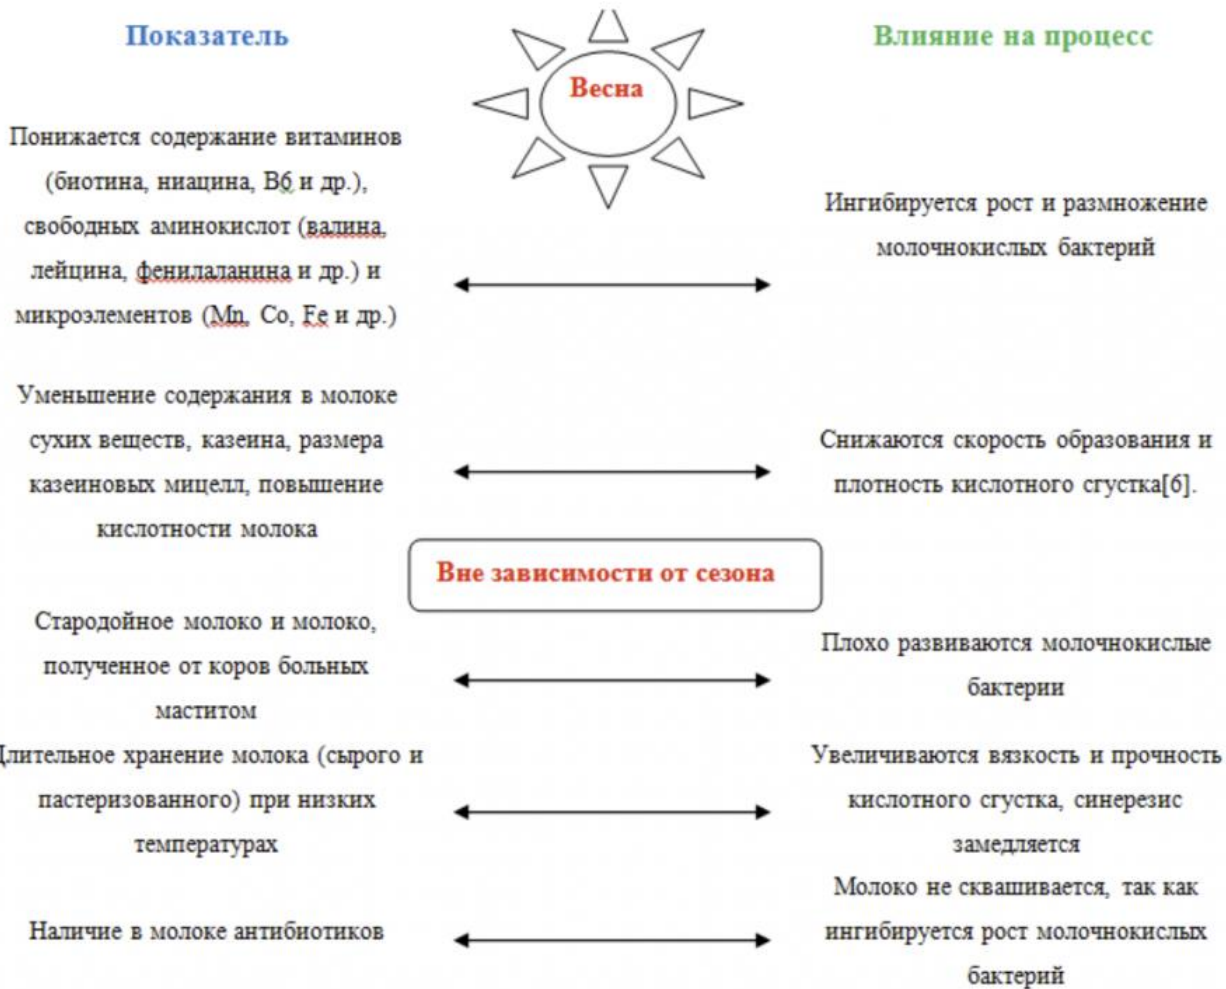 Показатель
Весна
Влияние на процесс
Понижается содержание витаминов
(биотина, ниацина, В6 и др.),
свободных аминокислот (валина,
лейцина, фенилаланина и др.) и
микроэлементов (Mn, Co, Fe и др.)
Ингибируется рост и размножение
молочнокислых бактерий
Уменьшение содержания в молоке
сухих веществ, казеина, размера
казеиновых мицелл, повышение
кислотности молока
Снижаются скорость образования и
плотность кислотного сгустка[6].
Вне зависимости от сезона
Стародойное молоко и молоко,
полученное от коров больных
маститом
Плохо развиваются молочнокислые
бактерии
Длительное хранение молока (сырого и
пастеризованного) при низких
температурах
Увеличиваются вязкость и прочность
кислотного сгустка, синерезис
замедляется
Наличие в молоке антибиотиков
Молоко не сквашивается, так как
ингибируется рост молочнокислых
бактерий